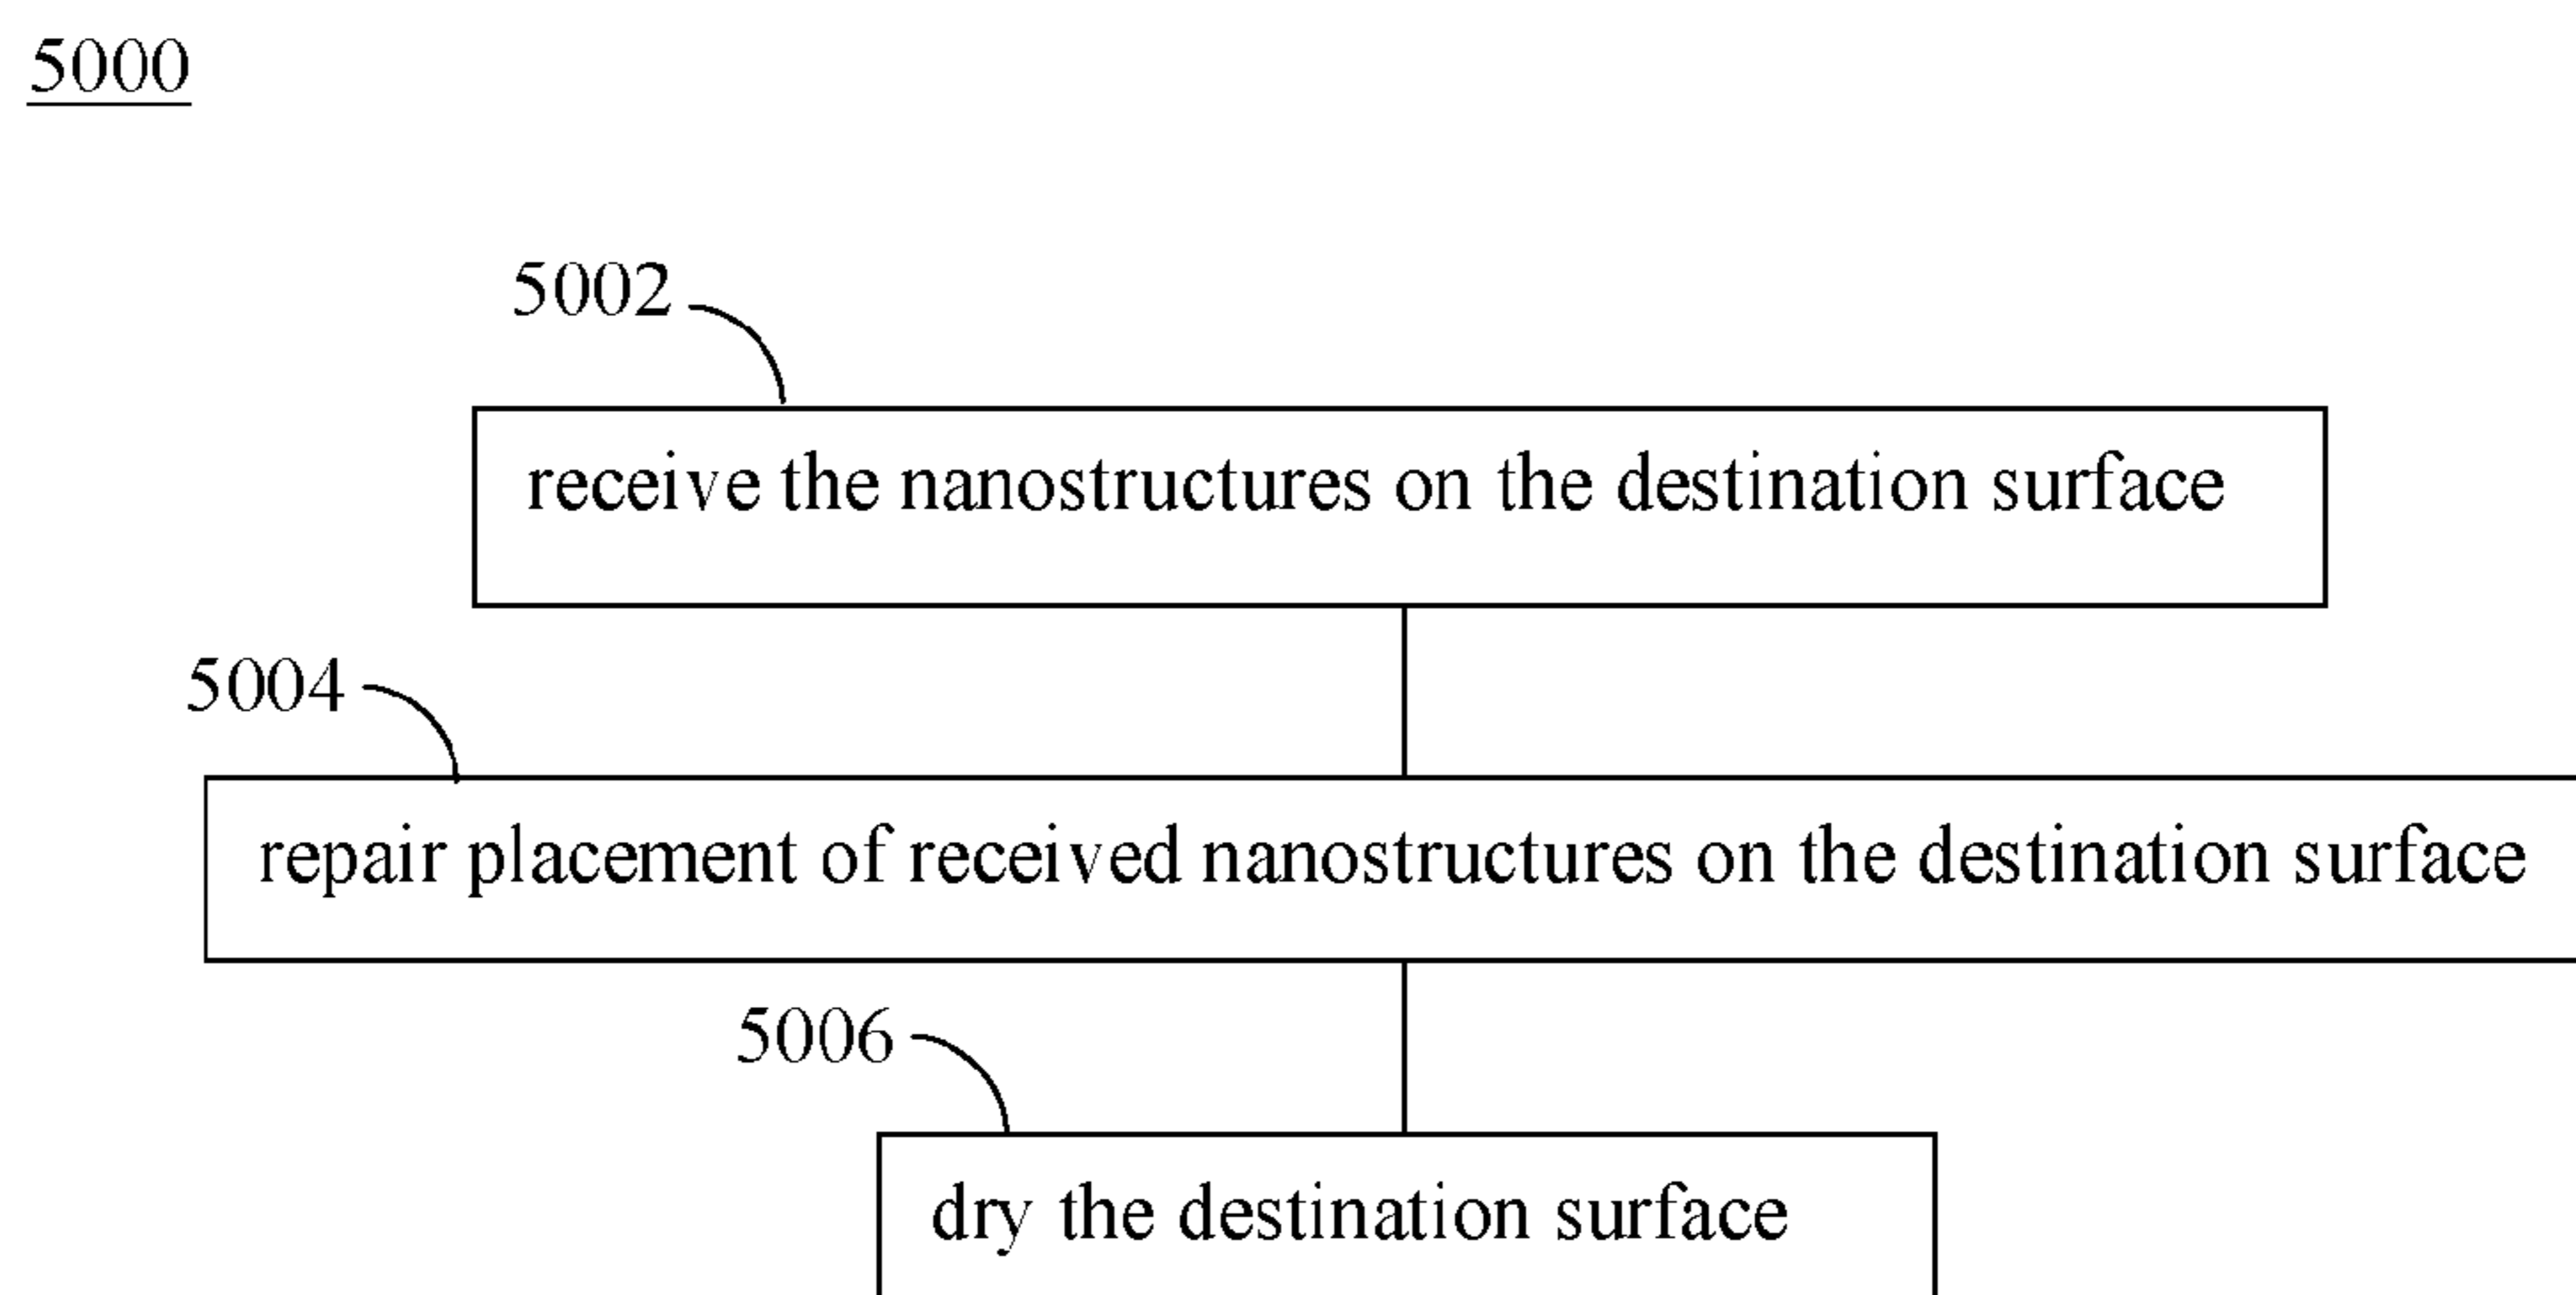 5000
5002
receive the nanostructures on the destination surface
5004
repair placement of received nanostructures on the destination surface
5006
dry the destination surface